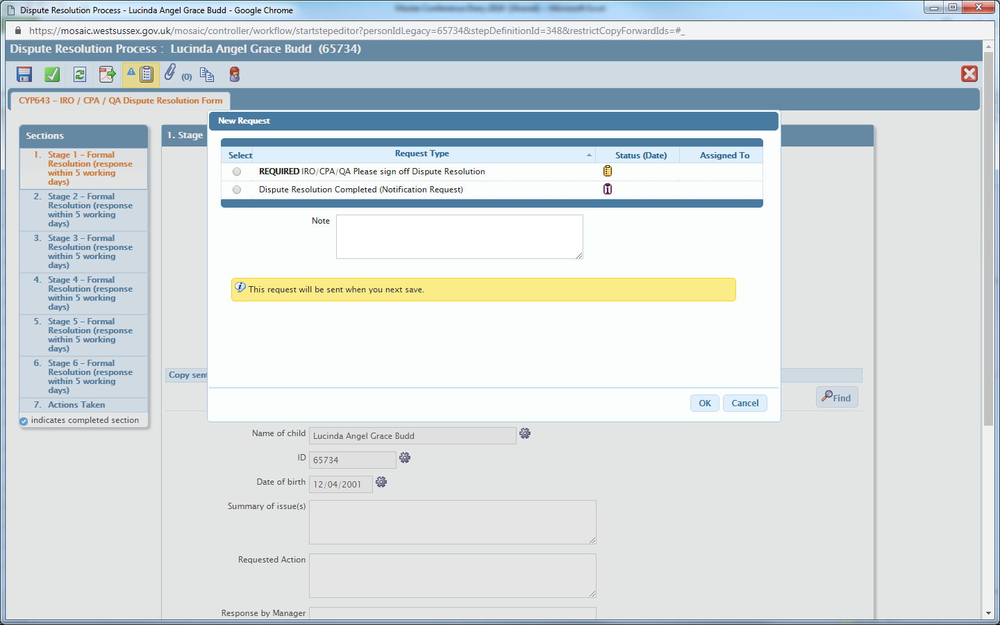 Dispute Resolution Process - Lucinda Angel Grace Budd - Google Chrome
Master Conference Diary 2018 [Shared] - Microsoft Excel
https://mosaic.westsussex.gov.uk/mosaic/controller/workflow/startstepeditor?personIdLegacy=65734&stepDefinitionId=348&restrictCopyForwardIds=#_
Dispute Resolution Process : Lucinda Angel Grace Budd (65734)
(0)
CYP643 - IRO / CPA / QA Dispute Resolution Form
Sections
1. Stage 1 - Formal
Resolution (response
within 5 working
days)
2. Stage 2 - Formal
Resolution (response
within 5 working
days)
3. Stage 3 - Formal
Resolution (response
within 5 working
days)
4. Stage 4 - Formal
Resolution (response
within 5 working
days)
5. Stage 5 - Formal
Resolution (response
within 5 working
days)
6. Stage 6 - Formal
Resolution (response
within 5 working
days)
7. Actions Taken
indicates completed section
1. Stage
New Request
Select Request Type Status (Date) Assigned To
REQUIRED IRO/CPA/QA Please sign off Dispute Resolution
Dispute Resolution Completed (Notification Request)
Note
This request will be sent when you next save.
OK Cancel
Copy sent
Find
Name of child Lucinda Angel Grace Budd
ID 65734
Date of birth 12/04/2001
Summary of issue(s)
Requested Action
Response by Manager